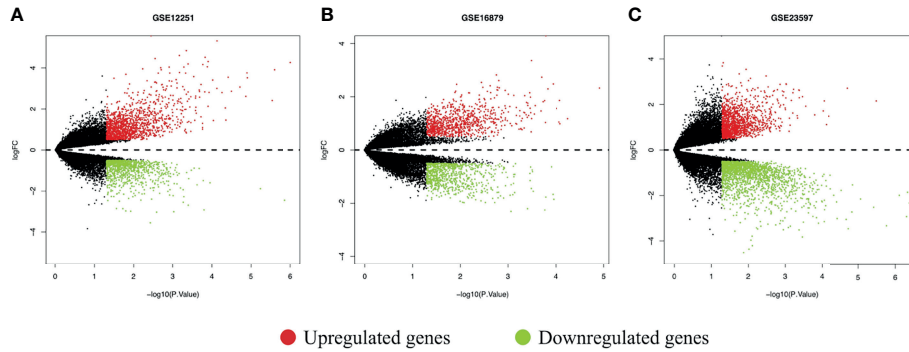 A
GSE12251
logFC
4
2
0
-2
-4
0 1 2 3 4 5 6
−log10(P.Value)
B
GSE16879
logFC
4
2
0
-2
-4
0 1 2 3 4 5
−log10(P.Value)
C
GSE23597
logFC
4
2
0
-2
-4
0 1 2 3 4 5 6
−log10(P.Value)
Upregulated genes
Downregulated genes